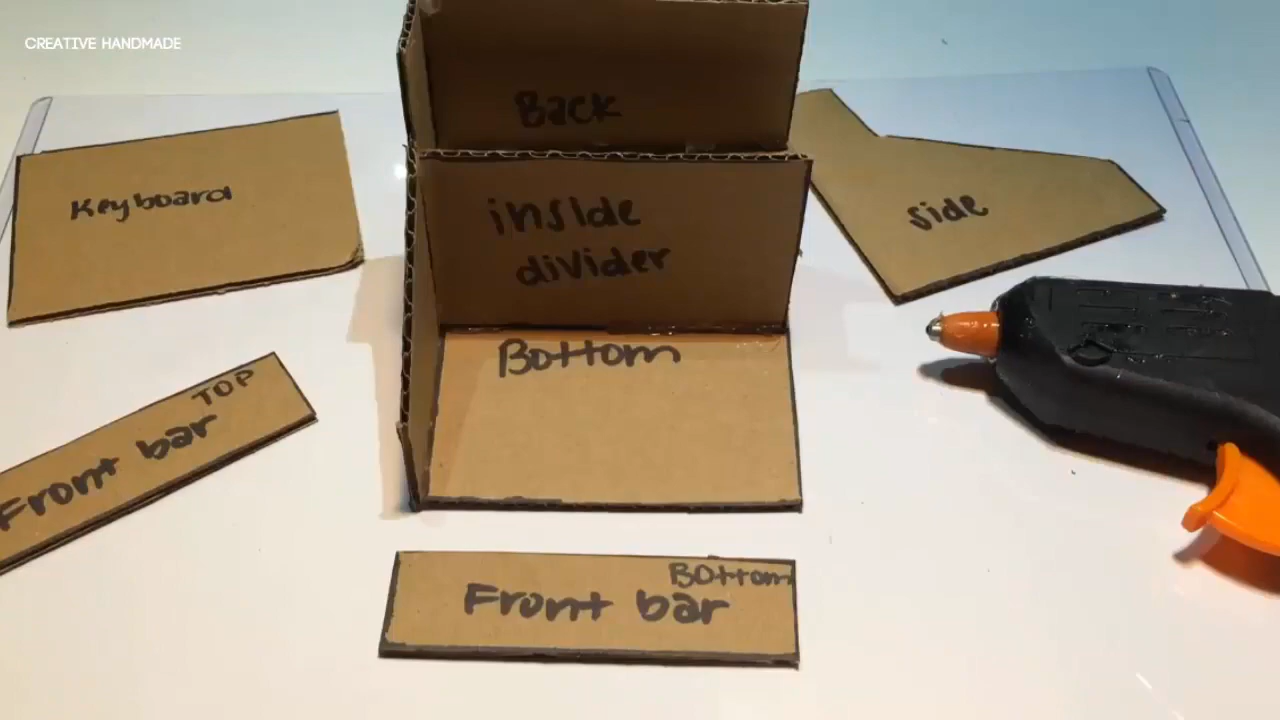 CREATIVE HANDMADE
Back
Keyboard
inside
divider
side
Bottom
TOP
Front bar
BOttom
Front bar